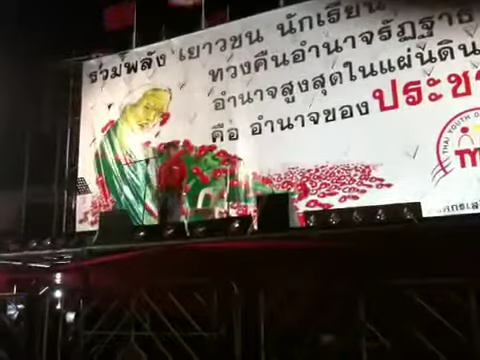 รวมพลัง เยาวชน นักเรียน
ทวงคืนอำนาจรัฏฐาธ
อำนาจสูงสุดในแผ่นดิน
คือ อำนาจของ ประชา
THAI YOUTH